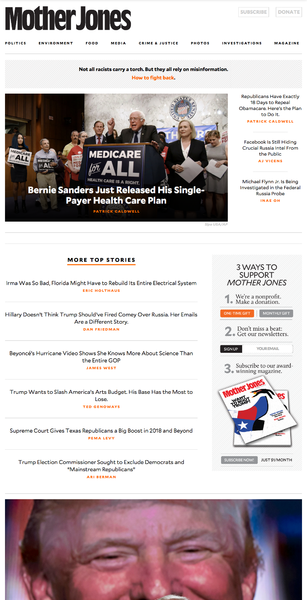 Mother Jones
SUBSCRIBE
DONATE
POLITICS
ENVIRONMENT
FOOD
MEDIA
CRIME & JUSTICE
PHOTOS
INVESTIGATIONS
MAGAZINE
Not all racists carry a torch. But they all rely on misinformation.
How to fight back.
MEDICARE
for ALL
HEALTH CARE IS A RIGHT.
Bernie Sanders Just Released His Single-
Payer Health Care Plan
PATRICK CALDWELL
Republicans Have Exactly
18 Days to Repeal
Obamacare. Here's the Plan
to Do It.
PATRICK CALDWELL
Facebook Is Still Hiding
Crucial Russia Intel From
the Public
AJ VICENS
Michael Flynn Jr. Is Being
Investigated in the Federal
Russia Probe
INAE OH
MORE TOP STORIES
Irma Was So Bad, Florida Might Have to Rebuild Its Entire Electrical System
ERIC HOLTHAUS
Hillary Doesn't Think Trump Should've Fired Comey Over Russia. Her Emails
Are a Different Story.
DAN FRIEDMAN
Beyoncé's Hurricane Video Shows She Knows More About Science Than
the Entire GOP
JAMES WEST
Trump Wants to Slash America's Arts Budget. His Base Has the Most to
Lose.
TED GENOWAYS
Supreme Court Gives Texas Republicans a Big Boost in 2018 and Beyond
PEMA LEVY
Trump Election Commissioner Sought to Exclude Democrats and
"Mainstream Republicans"
ARI BERMAN
3 WAYS TO
SUPPORT
MOTHER JONES
1. We're a nonprofit.
Make a donation.
ONE TIME GIFT
MONTHLY GIFT
2. Don't miss a beat:
Get our newsletters.
SIGN UP
YOUR EMAIL
3. Subscribe to our award-
winning magazine.
Mother Jones
SUBSCRIBE NOW!
JUST $1/MONTH